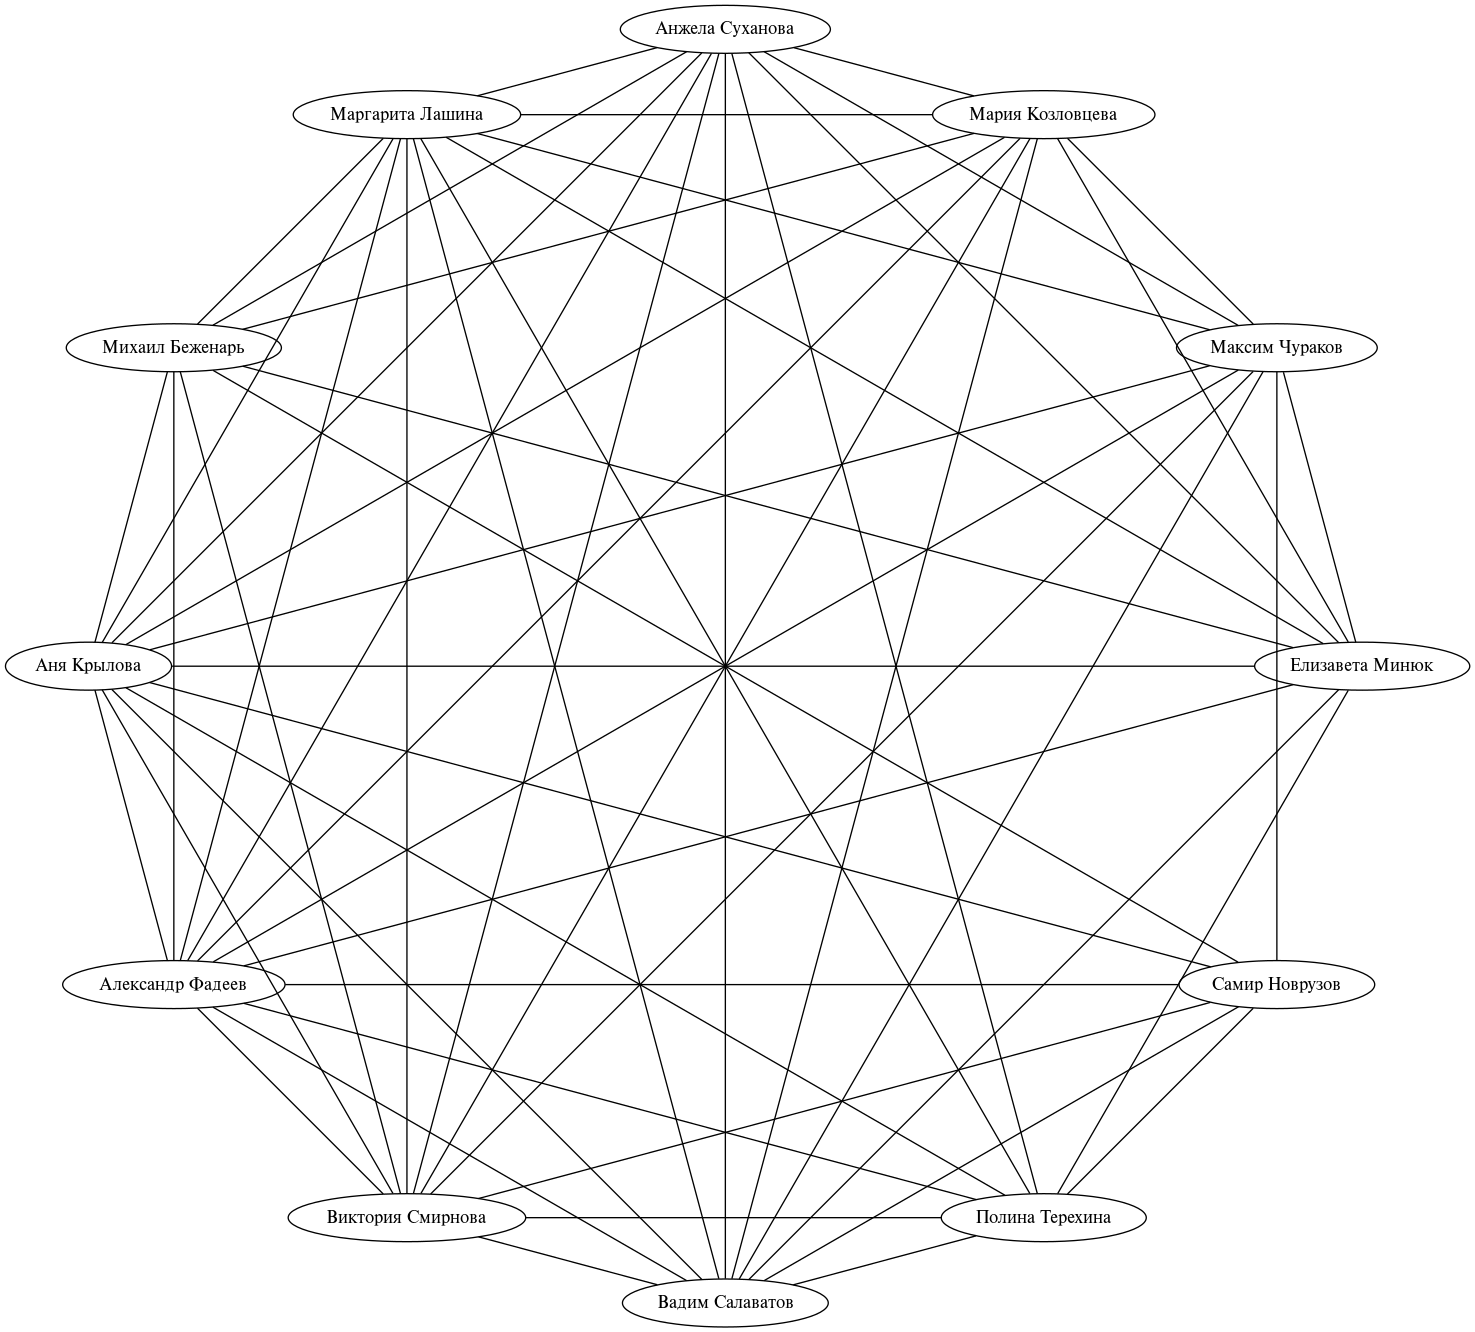 Анжела Суханова
Маргарита Лашина
Мария Козловцева
Михаил Беженарь
Максим Чураков
Аня Крылова
Елизавета Минюк
Александр Фадеев
Самир Новрузов
Виктория Смирнова
Полина Терехина
Вадим Салаватов